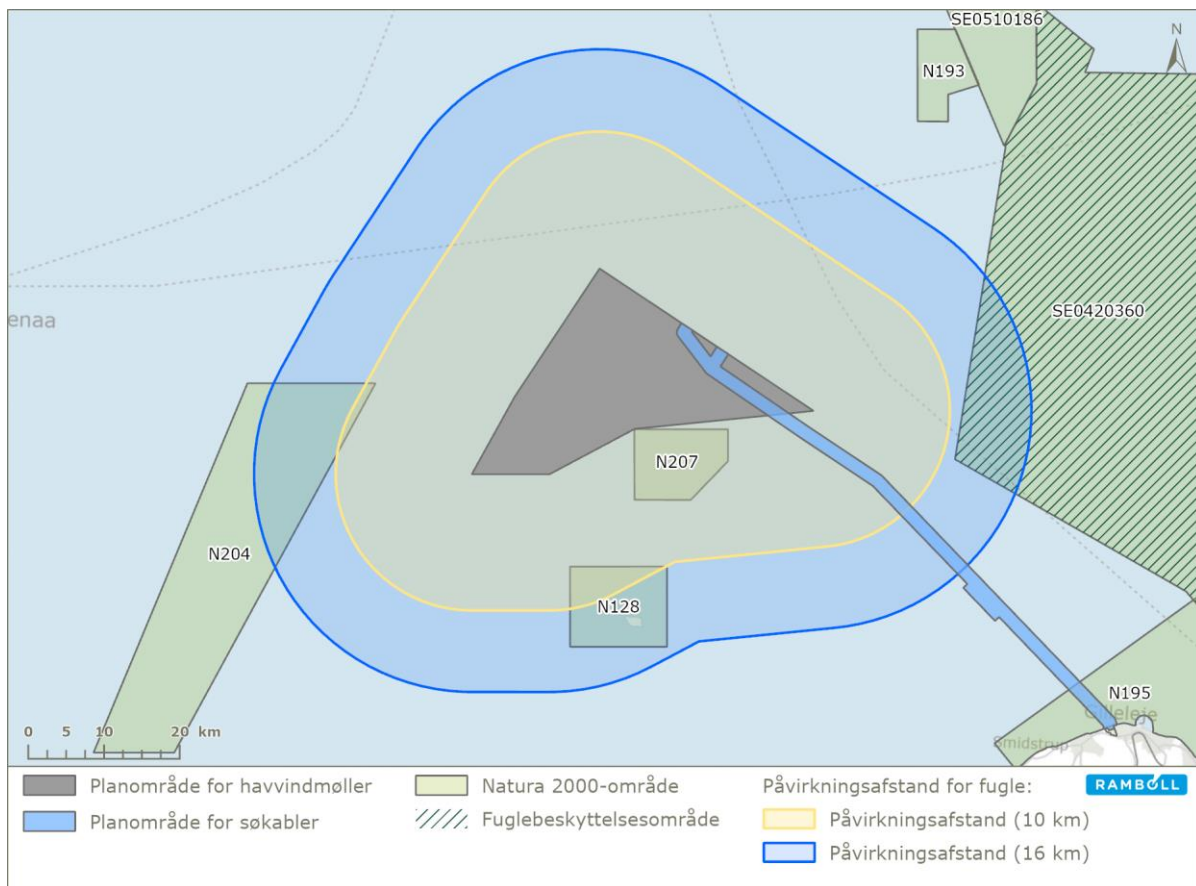 SE0510186
N
N193
SE0420360
enaa
N207
N204
N128
N195
Gilleleje
Smidstrup
0 5 10 20 km
Planområde for havvindmøller
Planområde for søkabler
Natura 2000-område
Fuglebeskyttelsesområde
Påvirkningsafstand for fugle:
Påvirkningsafstand (10 km)
Påvirkningsafstand (16 km)
RAMBOLL